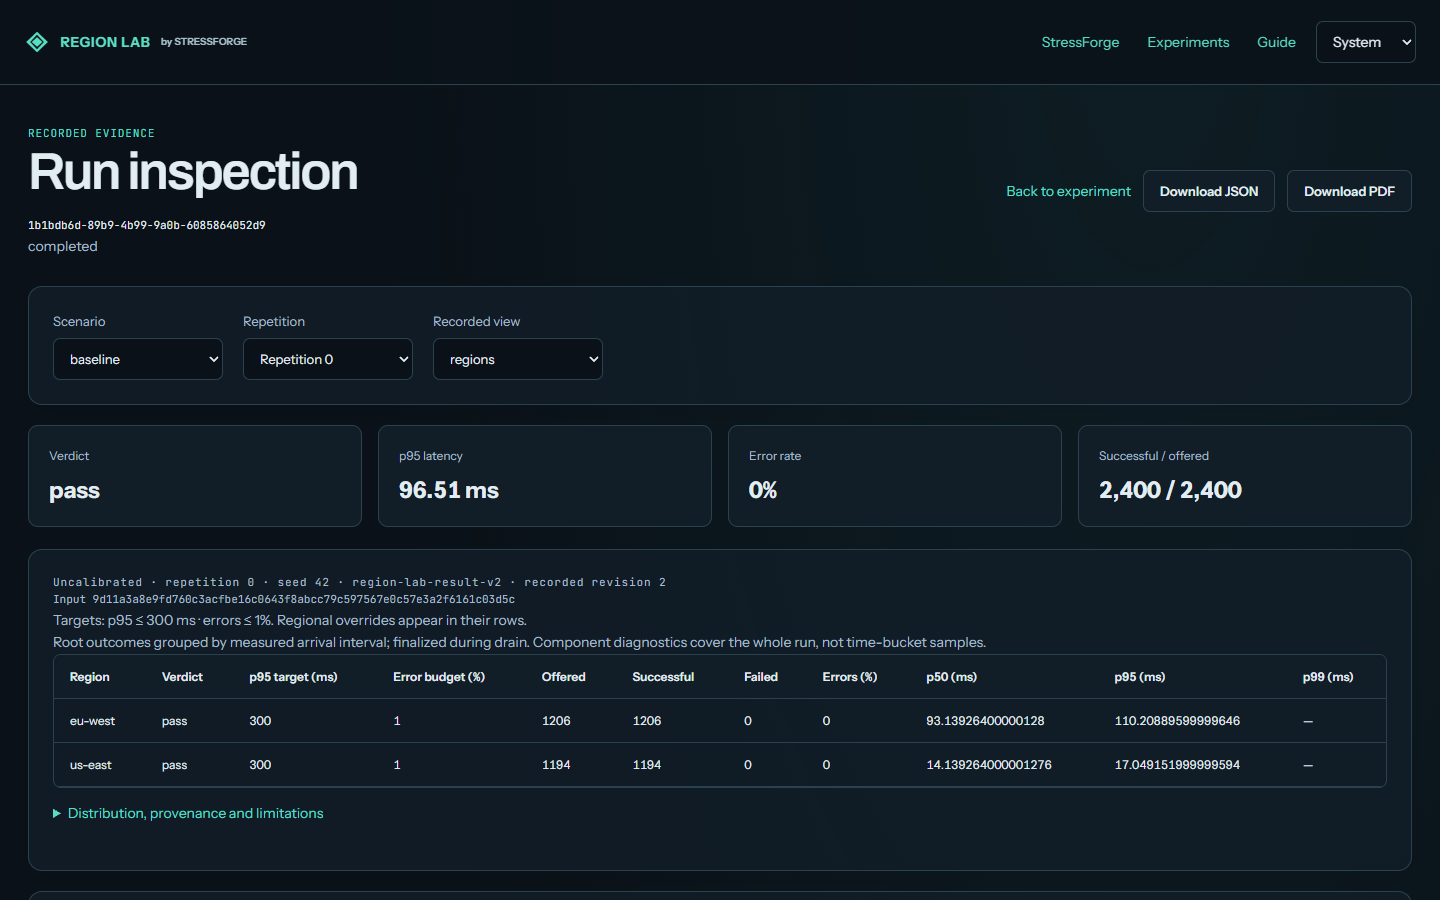 REGION LAB by STRESSFORGE
StressForge Experiments Guide System
RECORDED EVIDENCE
Run inspection
1b1bdb6d-89b9-4b99-9a0b-6085864052d9
completed
Back to experiment Download JSON Download PDF
Scenario Repetition Recorded view
baseline Repetition 0 regions
Verdict p95 latency Error rate Successful / offered
pass 96.51 ms 0% 2,400 / 2,400
Uncalibrated · repetition 0 · seed 42 · region-lab-result-v2 · recorded revision 2
Input 9d11a3a8e9fd760c3acfbe16c0643f8abcc79c597567e0c57e3a2f6161c03d5c
Targets: p95 ≤ 300 ms · errors ≤ 1%. Regional overrides appear in their rows.
Root outcomes grouped by measured arrival interval; finalized during drain. Component diagnostics cover the whole run, not time-bucket samples.
Region Verdict p95 target (ms) Error budget (%) Offered Successful Failed Errors (%) p50 (ms) p95 (ms) p99 (ms)
eu-west pass 300 1 1206 1206 0 0 93.13926400000128 110.20889599999646 —
us-east pass 300 1 1194 1194 0 0 14.139264000001276 17.049151999999594 —
Distribution, provenance and limitations